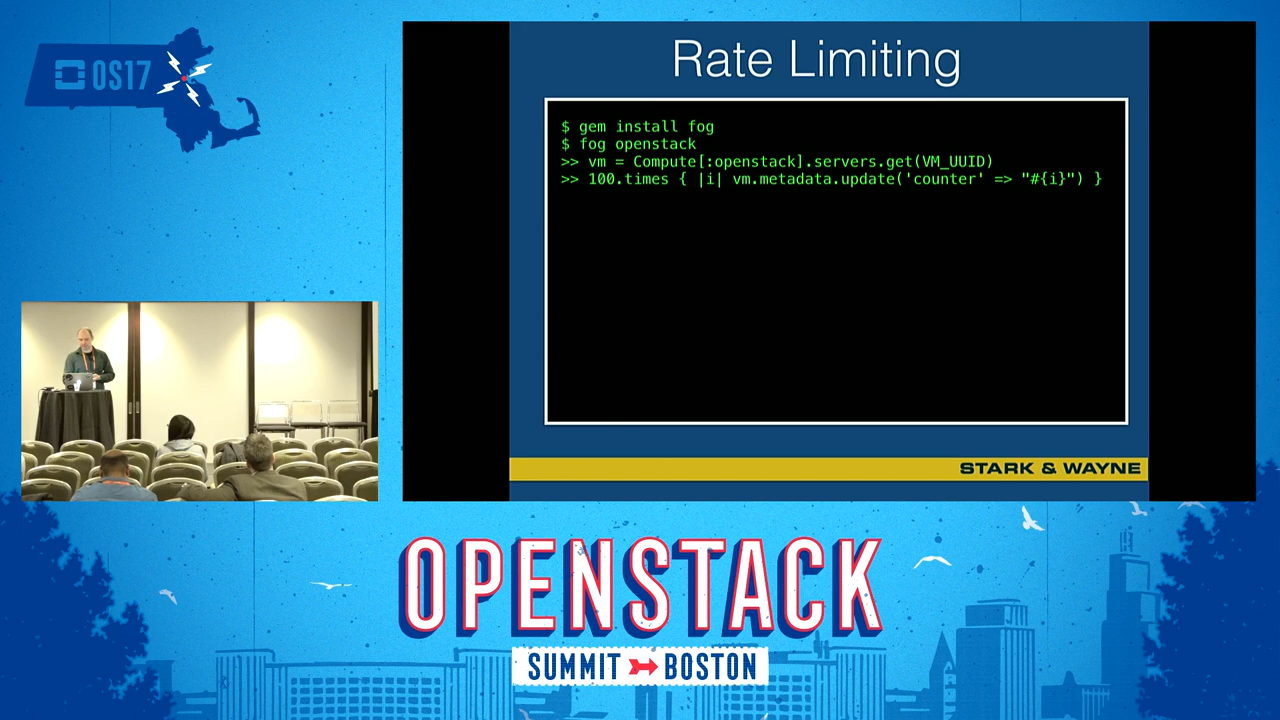 OS17
Rate Limiting
$ gem install fog
$ fog openstack
>> vm = Compute[:openstack].servers.get(VM_UUID)
>> 100.times { |i| vm.metadata.update('counter' => "#{i}") }
STARK & WAYNE
OPENSTACK
SUMMIT BOSTON